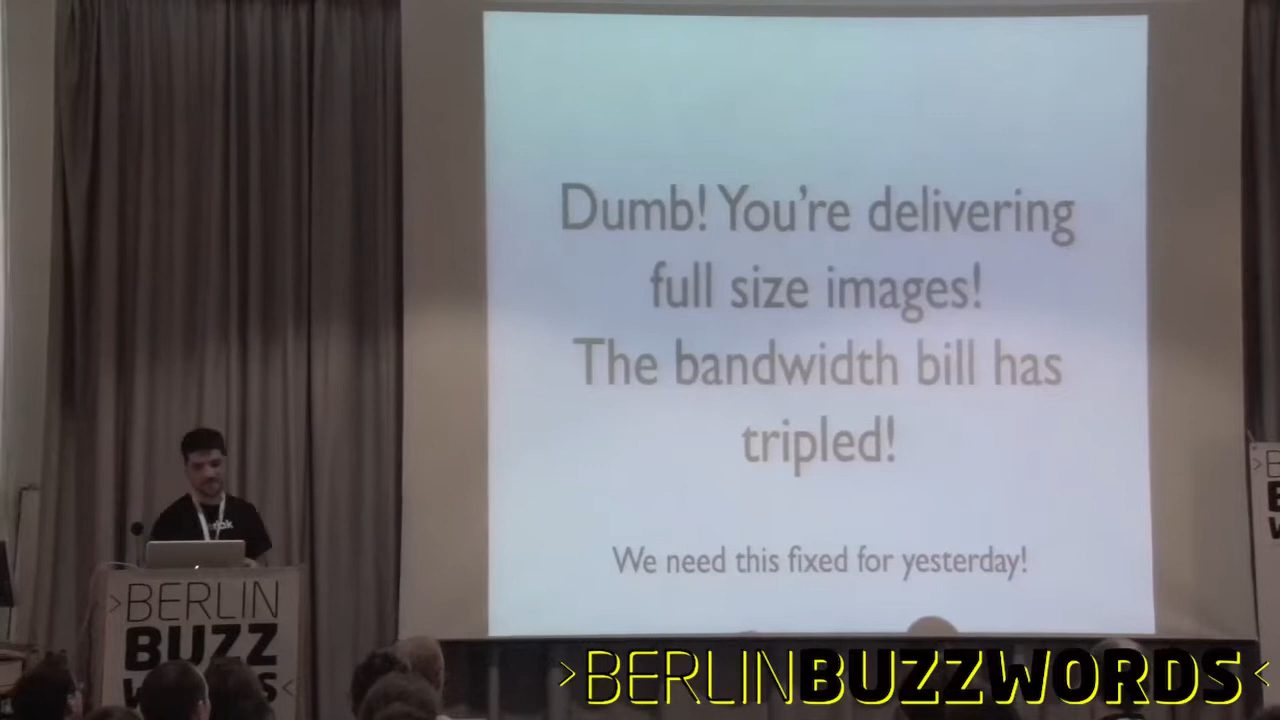 Dumb! You're delivering
full size images!
The bandwidth bill has
tripled!
We need this fixed for yesterday!
>BERLIN
BUZZ
>BERLINBUZZWORDS<